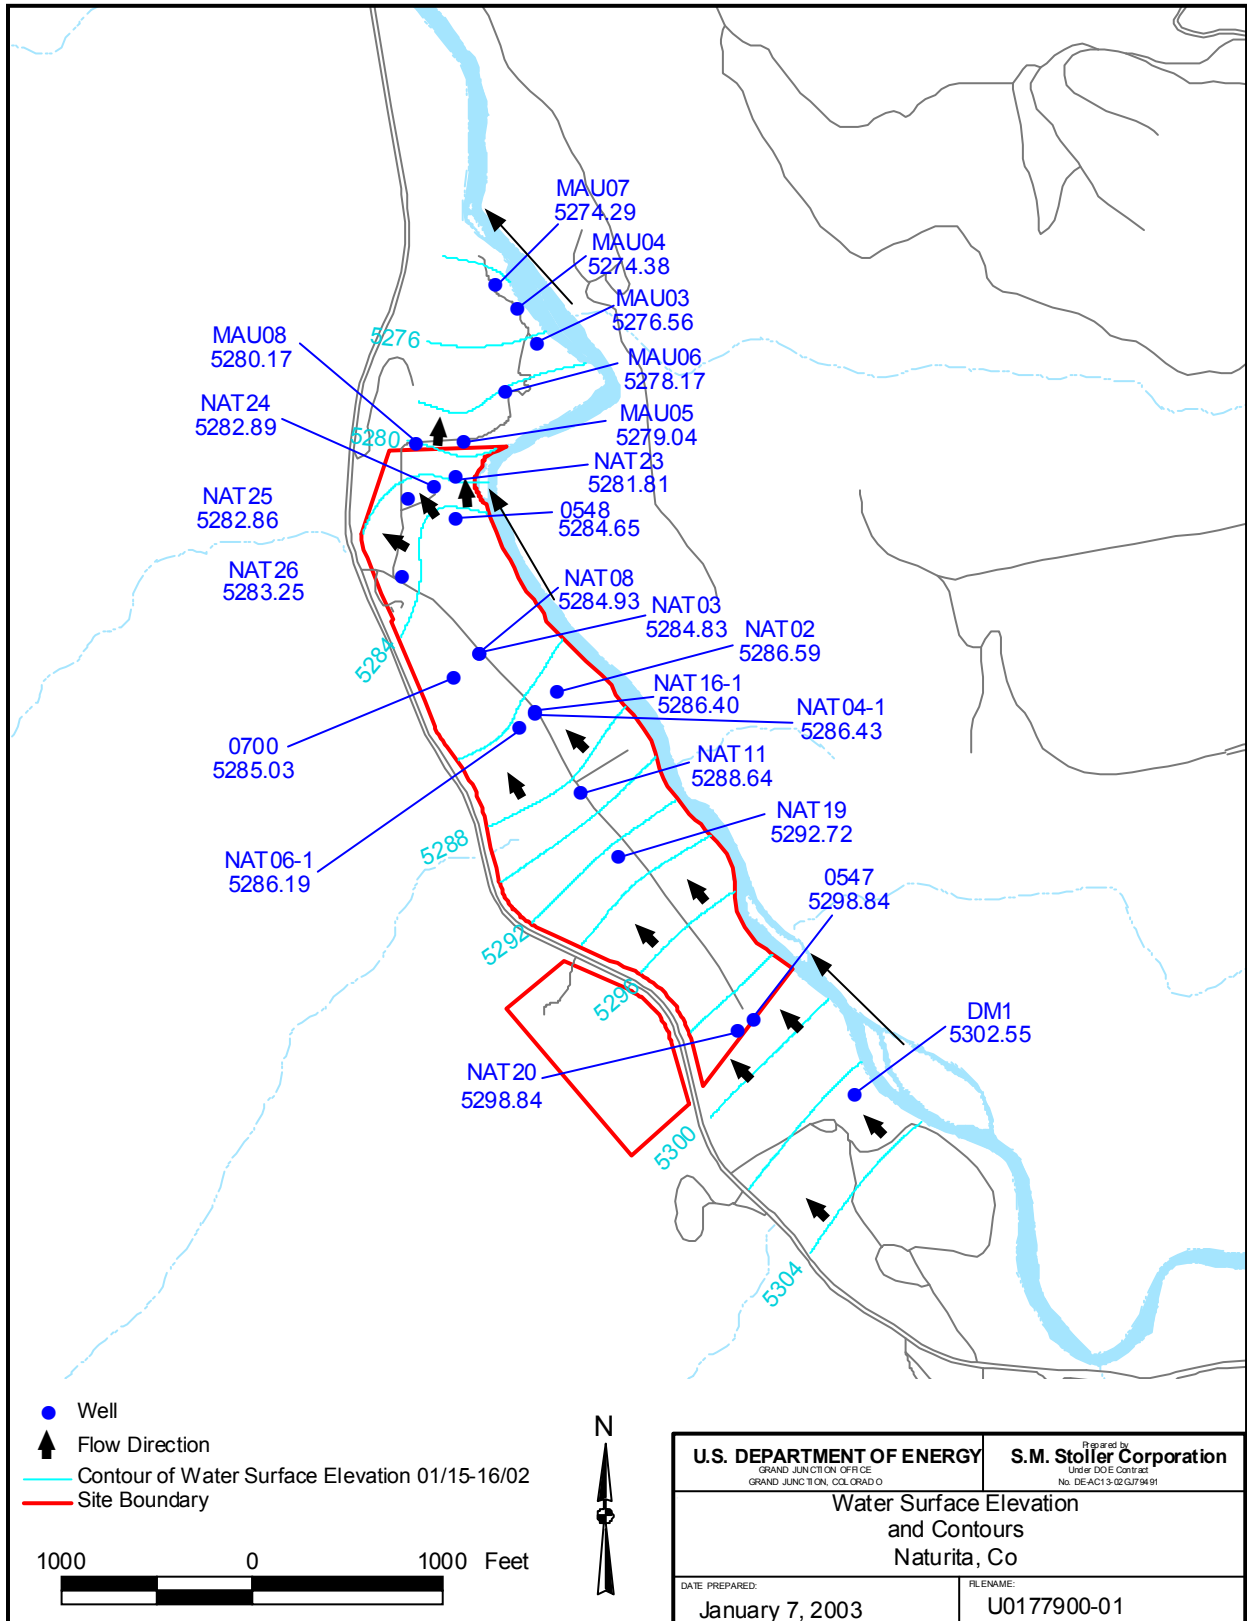 MAU07
5274.29
MAU04
5274.38
MAU03
5276.56
5276
MAU08
5280.17
MAU06
5278.17
NAT24
5282.89
MAU05
5279.04
5280
NAT23
5281.81
NAT25
5282.86
0548
5284.65
NAT26
5283.25
NAT08
5284.93
NAT03
5284.83
NAT02
5286.59
5284
NAT16-1
5286.40
NAT04-1
5286.43
0700
5285.03
NAT11
5288.64
NAT19
5292.72
5288
NAT06-1
5286.19
0547
5298.84
5292
5296
DM1
5302.55
NAT20
5298.84
5300
5304
Well
Flow Direction
Contour of Water Surface Elevation 01/15-16/02
Site Boundary
N
1000 0 1000 Feet
U.S. DEPARTMENT OF ENERGY
GRAND JUNCTION OFFICE
GRAND JUNCTION, COLORADO
Prepared by
S.M. Stoller Corporation
Under DOE Contract
No. DE-AC13-02GJ79491
Water Surface Elevation
and Contours
Naturita, Co
DATE PREPARED:
January 7, 2003
FILENAME:
U0177900-01